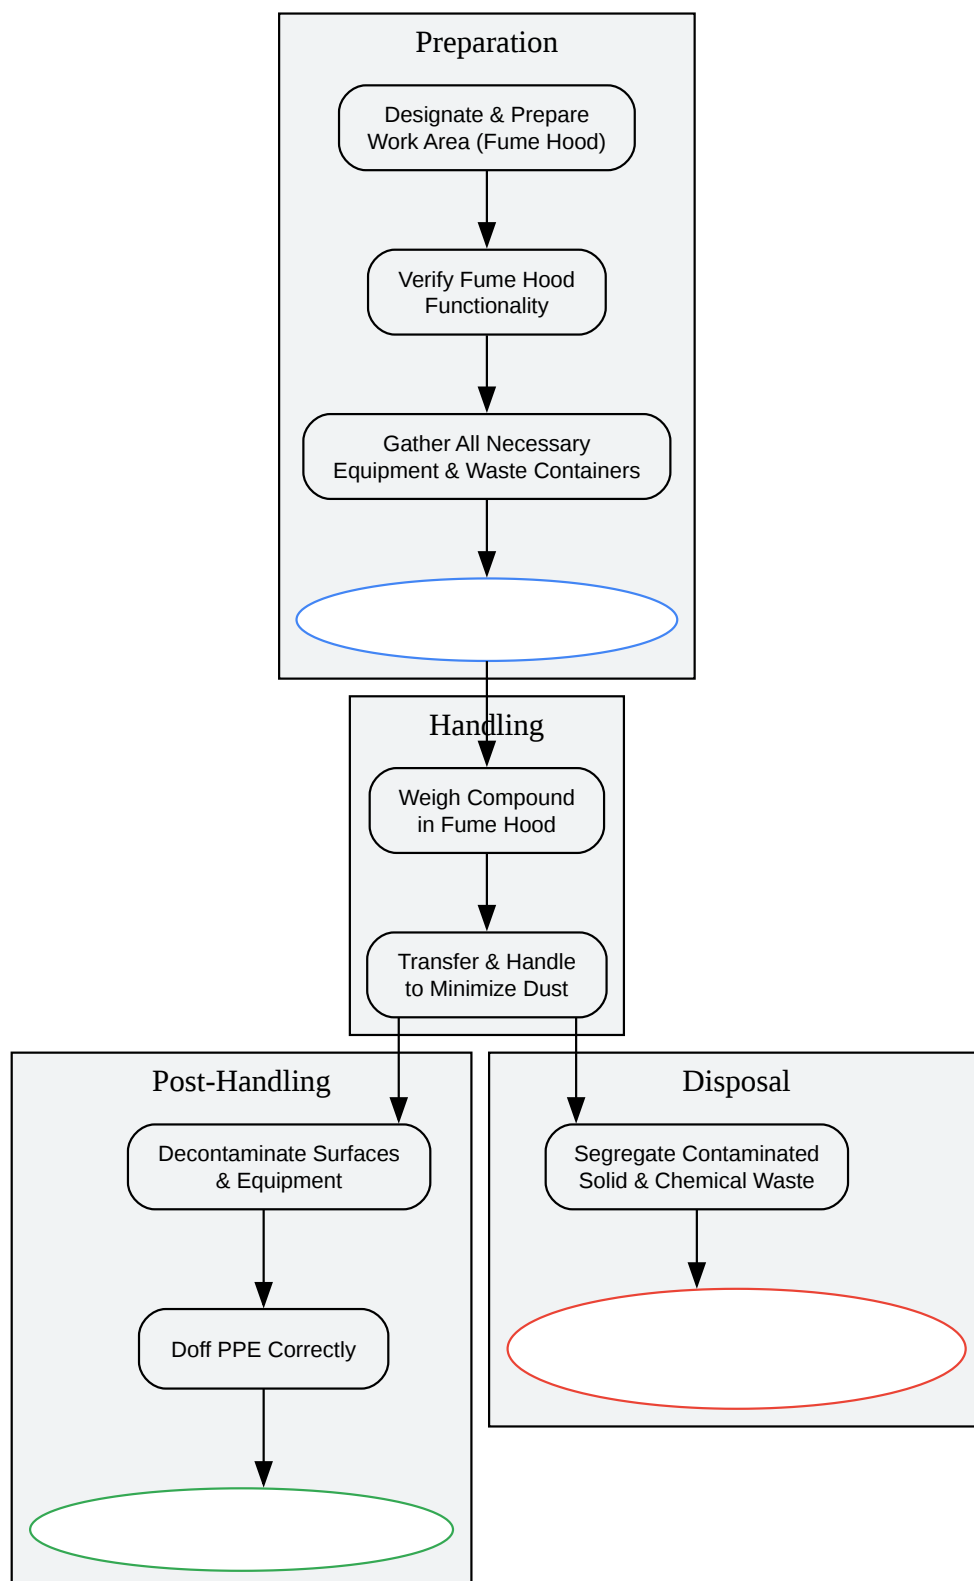 Preparation
Designate & Prepare
Work Area (Fume Hood)
Verify Fume Hood
Functionality
Gather All Necessary
Equipment & Waste Containers
Handling
Weigh Compound
in Fume Hood
Transfer & Handle
to Minimize Dust
Post-Handling
Decontaminate Surfaces
& Equipment
Doff PPE Correctly
Disposal
Segregate Contaminated
Solid & Chemical Waste